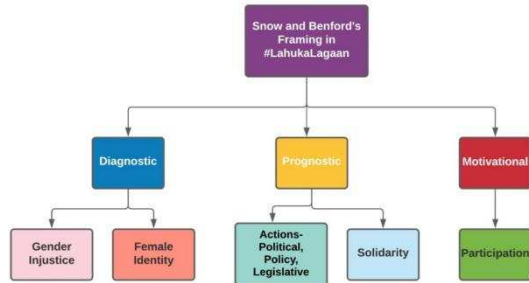 Snow and Benford's
Framing in
#LahukaLagaan
Diagnostic
Prognostic
Motivational
Gender
Injustice
Female
Identity
Actions-
Political,
Policy,
Legislative
Solidarity
Participation